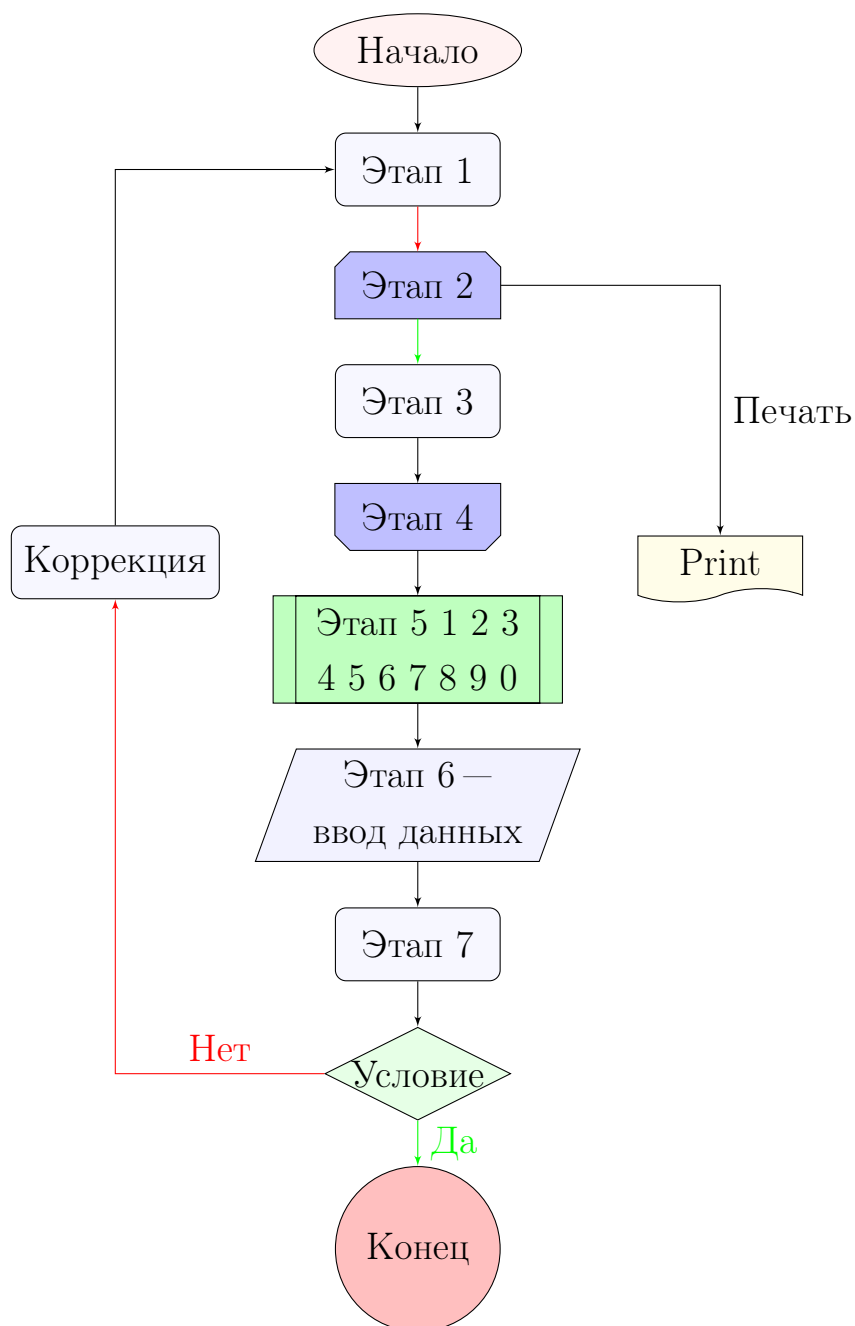 Начало
Этап 1
Этап 2
Этап 3
Печать
Этап 4
Коррекция
Print
Этап 5 1 2 3
4 5 6 7 8 9 0
Этап 6 —
ввод данных
Этап 7
Нет
Условие
Да
Конец